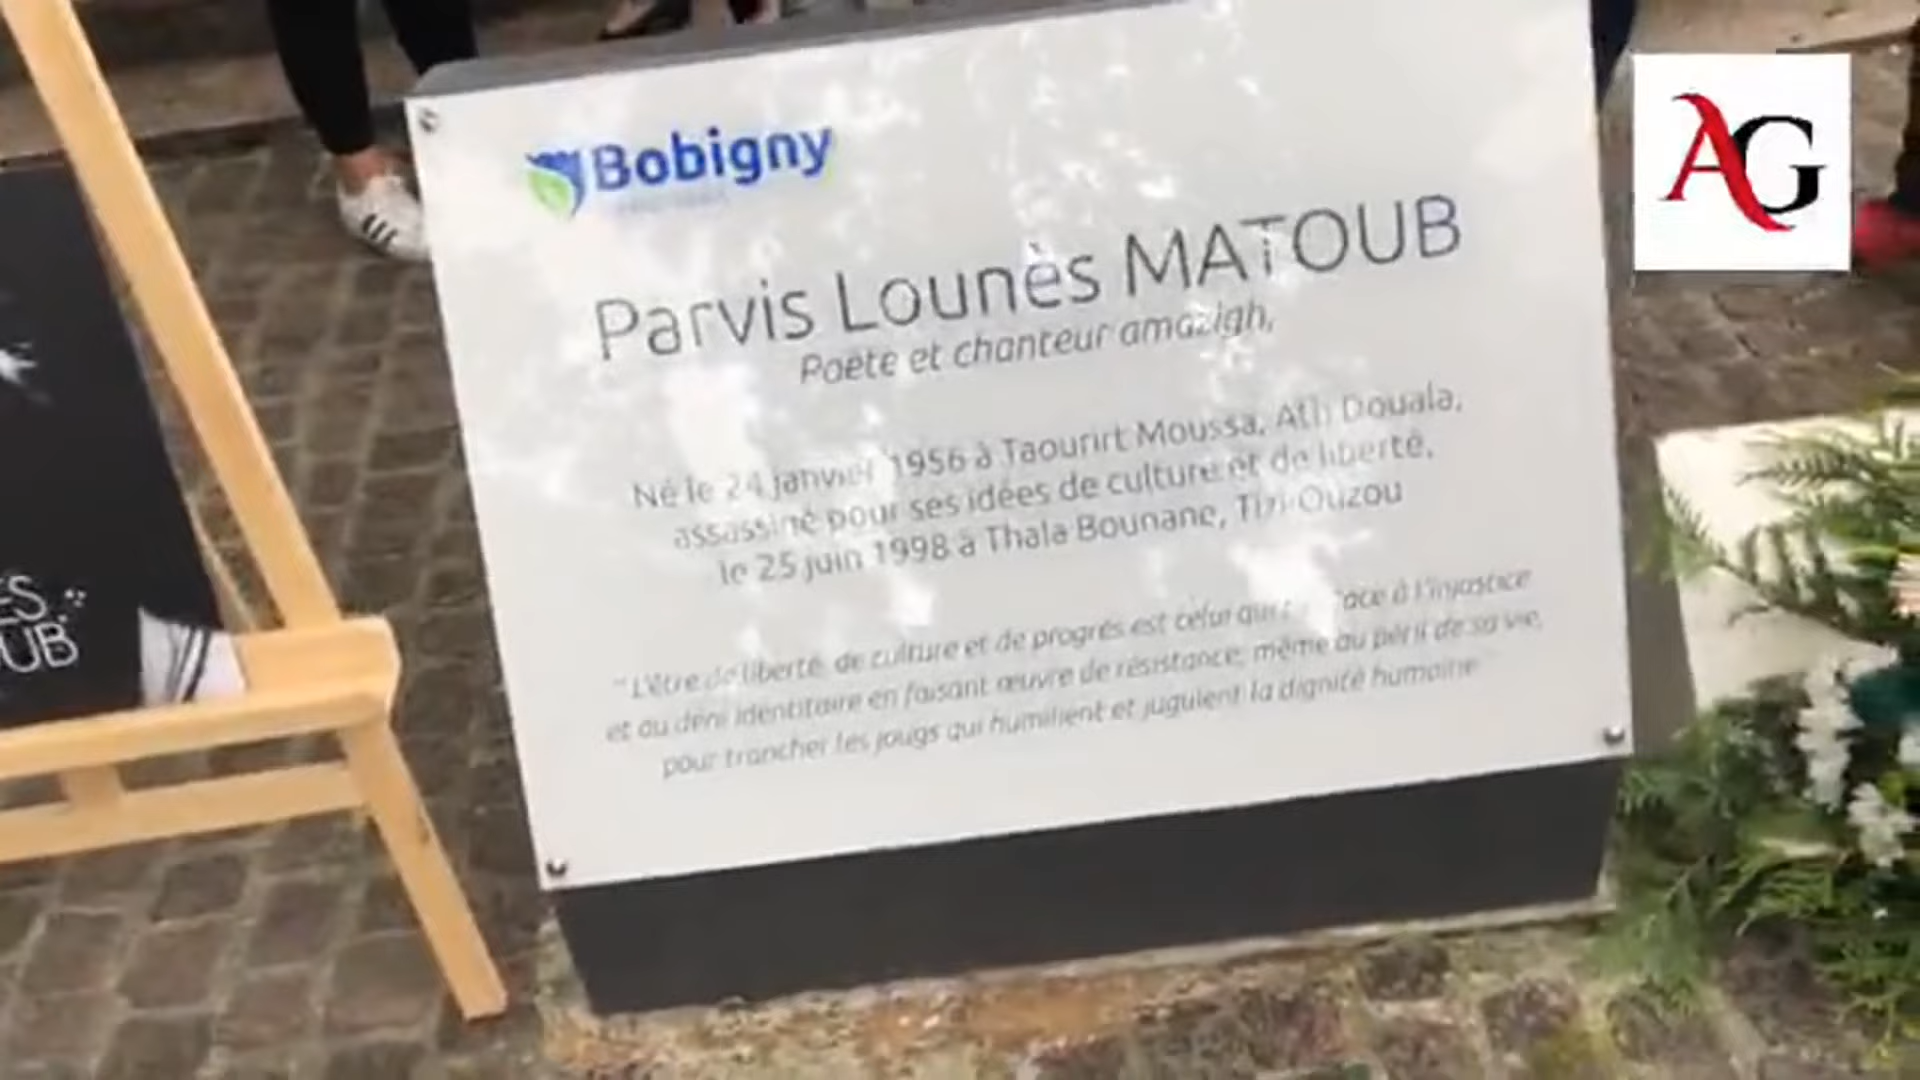 Bobigny
Parvis Lounès MATOUB
Poète et chanteur amazigh,
Né le 24 janvier 1956 à Taourirt Moussa, Ath Douala,
assassiné pour ses idées de culture et de liberté,
le 25 juin 1998 à Thala Bounane, Tizi-Ouzou
"L'être de liberté, de culture et de progrès est celui qui face à l'injustice
et au déni identitaire en faisant œuvre de résistance, même au péril de sa vie,
pour trancher les jougs qui humilient et jugulent la dignité humaine"
AG
ES
OUB